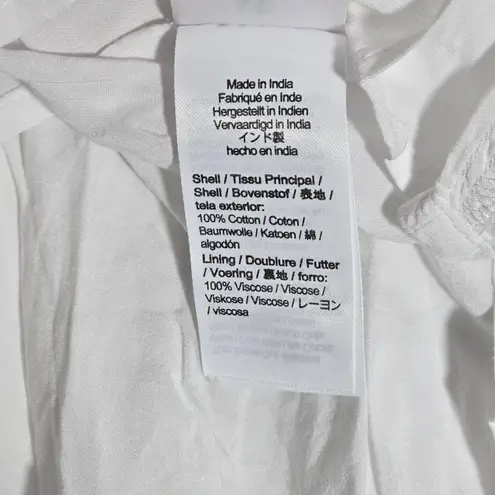 Made in India
Fabriqué en Inde
Hergestellt in Indien
Vervaardigd in India
インド製
hecho en india
Shell / Tissu Principal /
Shell / Bovenstof / 表地 /
tela exterior:
100% Cotton / Coton /
Baumwolle / Katoen / 綿 /
algodón
Lining / Doublure / Futter
/ Voering / 裏地 / forro:
100% Viscose / Viscose /
Viskose / Viscose / レーヨン
/ viscosa